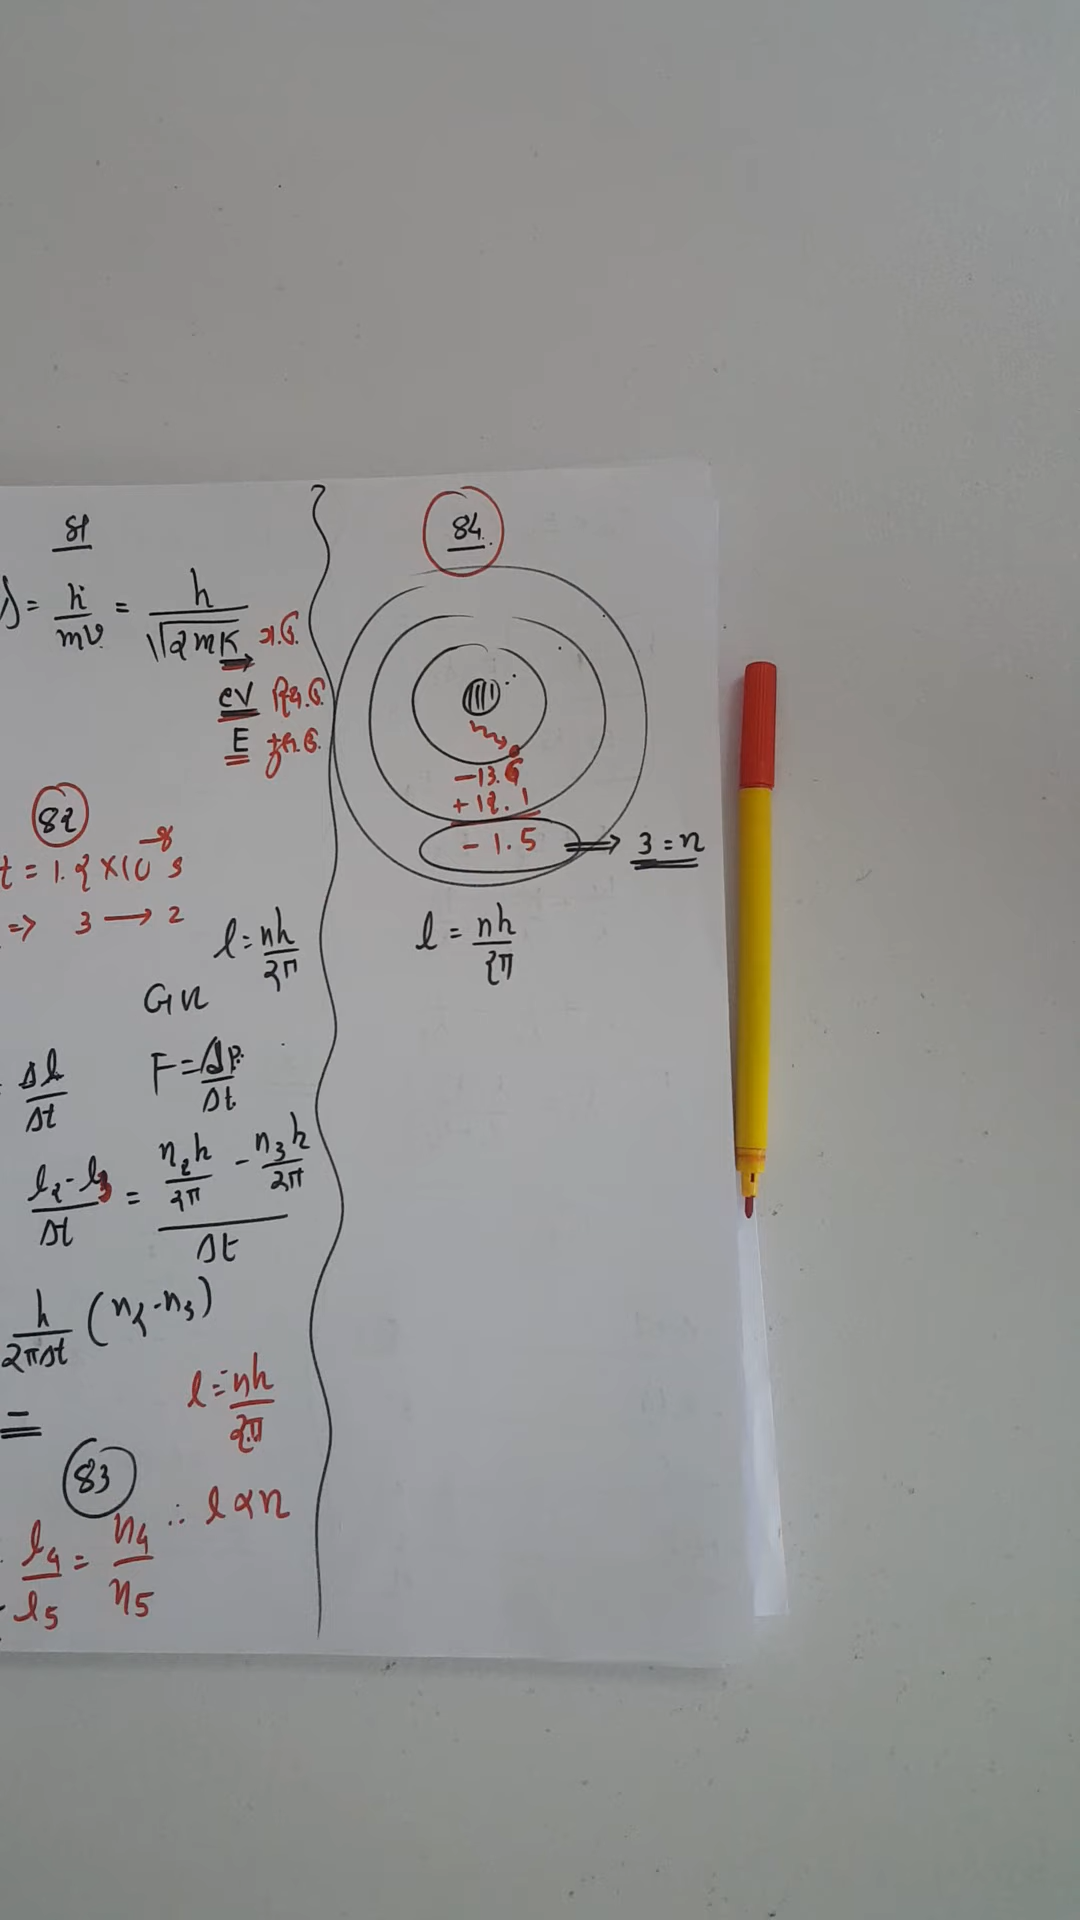 81
λ = h/mv = h/√2mK
eV
E
82
t = 1.2 × 10⁻⁸ s
=> 3 → 2
l = nh/2π
Gn
Δl/Δt F = Δp/Δt
l₂ - l₃/Δt = n₂h/2π - n₃h/2π / Δt
h/2πΔt (n₂ - n₃)
l = nh/2π
83
∴ l ∝ n
l₄/l₅ = n₄/n₅
84
-13.6
+12.1
-1.5 ⟹ 3 = n
l = nh/2π